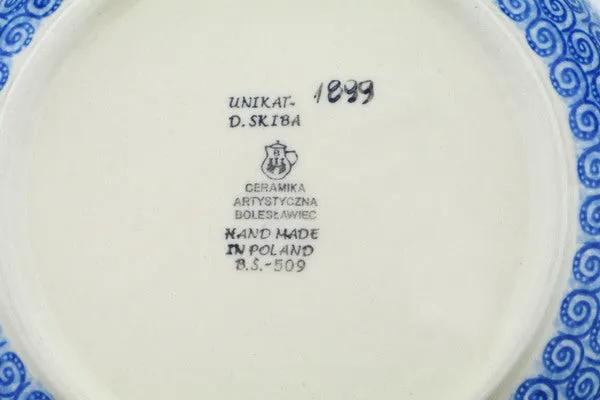 UNIKAT- 1899
D. SKIBA
B
CERAMIKA
ARTYSTYCZNA
BOLESŁAWIEC
HAND MADE
IN POLAND
B.Ś.-509